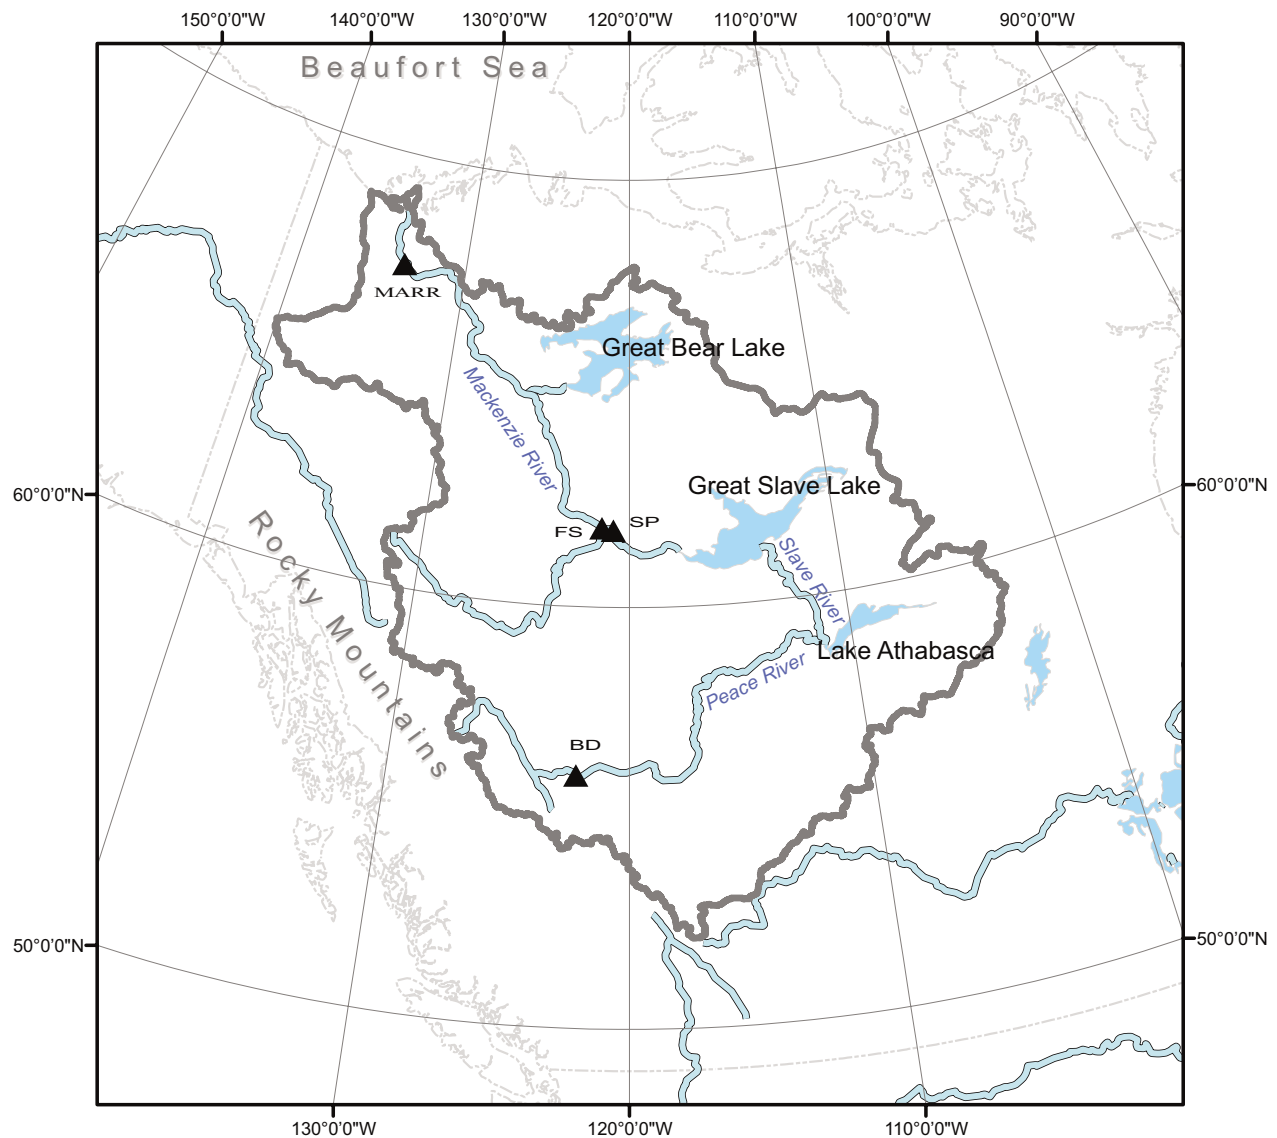 150°0'0"W
140°0'0"W
130°0'0"W
120°0'0"W
110°0'0"W
100°0'0"W
90°0'0"W
Beaufort Sea
MARR
Great Bear Lake
Mackenzie River
Great Slave Lake
60°0'0"N
60°0'0"N
FS
SP
Rocky Mountains
Slave River
Lake Athabasca
Peace River
BD
50°0'0"N
50°0'0"N
130°0'0"W
120°0'0"W
110°0'0"W